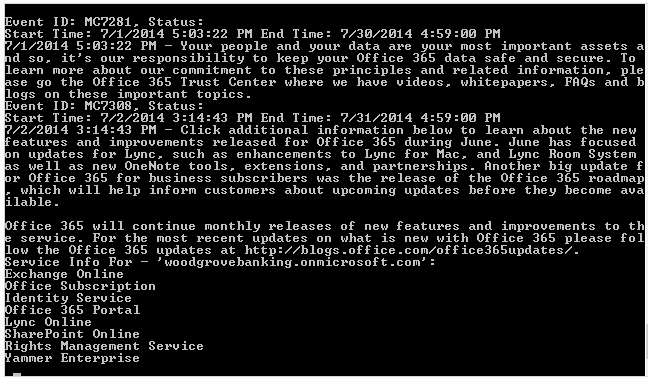 Event ID: MC7281, Status:
Start Time: 7/1/2014 5:03:22 PM End Time: 7/30/2014 4:59:00 PM
7/1/2014 5:03:22 PM - Your people and your data are your most important assets a
nd so, it's our responsibility to keep your Office 365 data safe and secure. To
learn more about our commitment to these principles and related information, ple
ase go the Office 365 Trust Center where we have videos, whitepapers, FAQs and b
logs on these important topics.
Event ID: MC7308, Status:
Start Time: 7/2/2014 3:14:43 PM End Time: 7/31/2014 4:59:00 PM
7/2/2014 3:14:43 PM - Click additional information below to learn about the new
features and improvements released for Office 365 during June. June has focused
on updates for Lync, such as enhancements to Lync for Mac, and Lync Room System
as well as new OneNote tools, extensions, and partnerships. Another big update f
or Office 365 for business subscribers was the release of the Office 365 roadmap
, which will help inform customers about upcoming updates before they become ava
ilable.
Office 365 will continue monthly releases of new features and improvements to th
e service. For the most recent updates on what is new with Office 365 please fol
low the Office 365 updates at http://blogs.office.com/office365updates/.
Service Info For - 'woodgrovebanking.onmicrosoft.com':
Exchange Online
Office Subscription
Identity Service
Office 365 Portal
Lync Online
SharePoint Online
Rights Management Service
Yammer Enterprise